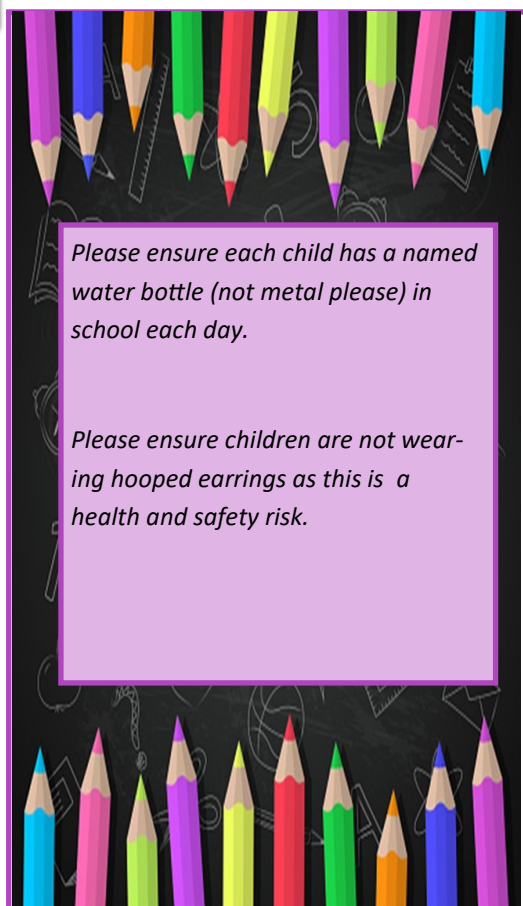 Please ensure each child has a named
water bottle (not metal please) in
school each day.
Please ensure children are not wear-
ing hooped earrings as this is a
health and safety risk.